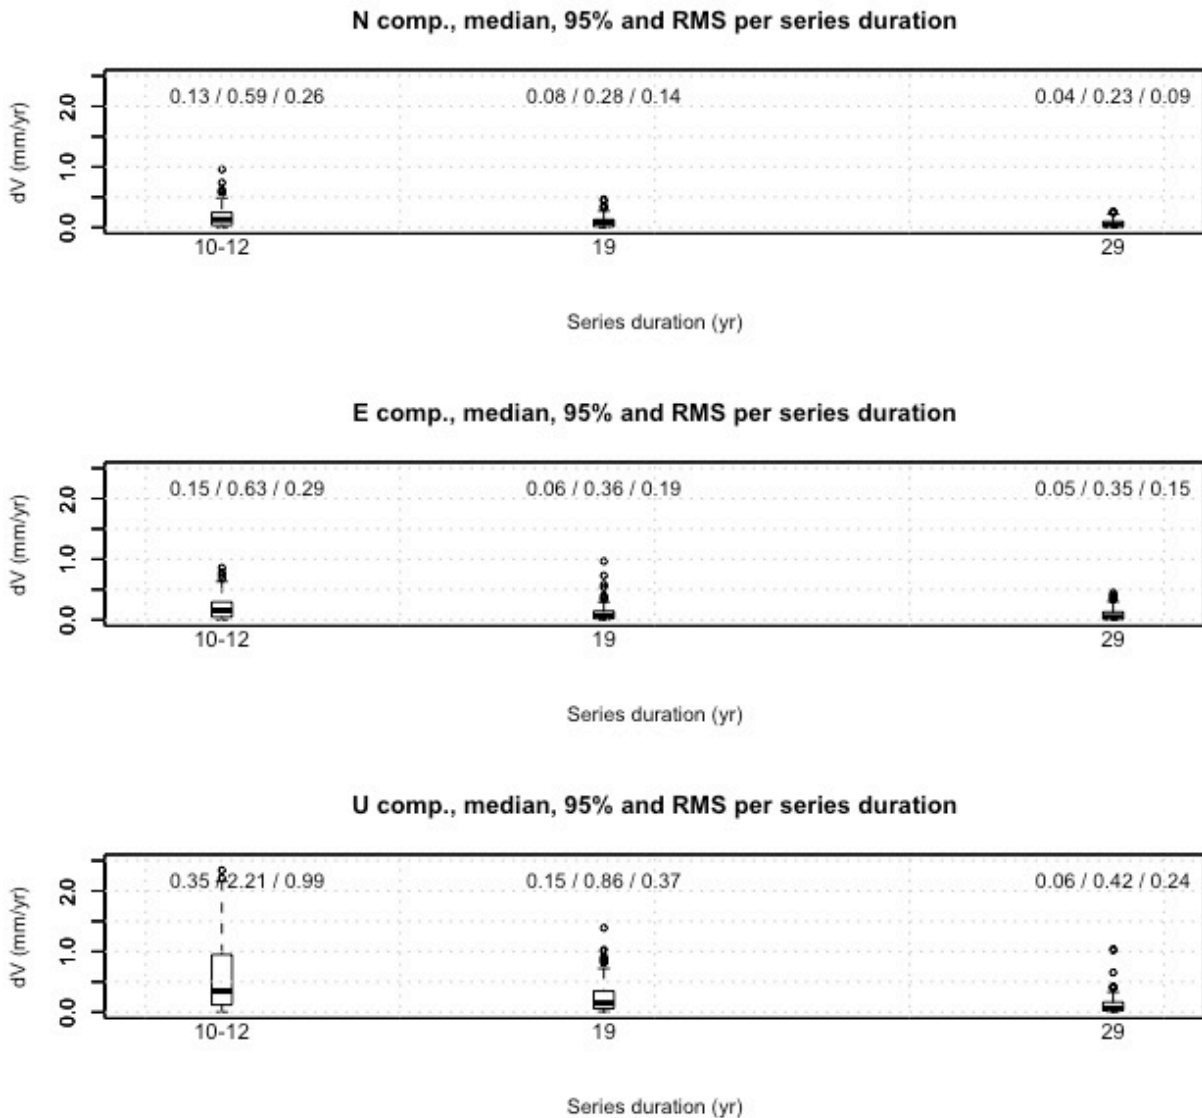 N comp., median, 95% and RMS per series duration
dV (mm/yr)
2.0
1.0
0.0
0.13 / 0.59 / 0.26
0.08 / 0.28 / 0.14
0.04 / 0.23 / 0.09
10-12
19
29
Series duration (yr)
E comp., median, 95% and RMS per series duration
dV (mm/yr)
2.0
1.0
0.0
0.15 / 0.63 / 0.29
0.06 / 0.36 / 0.19
0.05 / 0.35 / 0.15
10-12
19
29
Series duration (yr)
U comp., median, 95% and RMS per series duration
dV (mm/yr)
2.0
1.0
0.0
0.35 / 2.21 / 0.99
0.15 / 0.86 / 0.37
0.06 / 0.42 / 0.24
10-12
19
29
Series duration (yr)